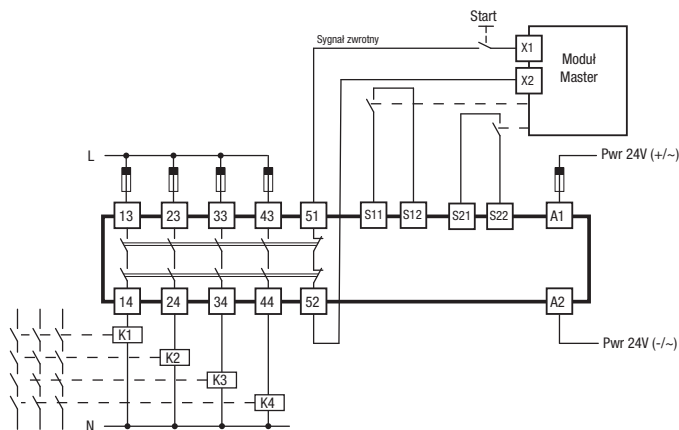 Start
Sygnał zwrotny
X1
Moduł
Master
X2
L
Pwr 24V (+/~)
13
23
33
43
51
S11
S12
S21
S22
A1
14
24
34
44
52
A2
K1
K2
Pwr 24V (-/~)
K3
K4
N